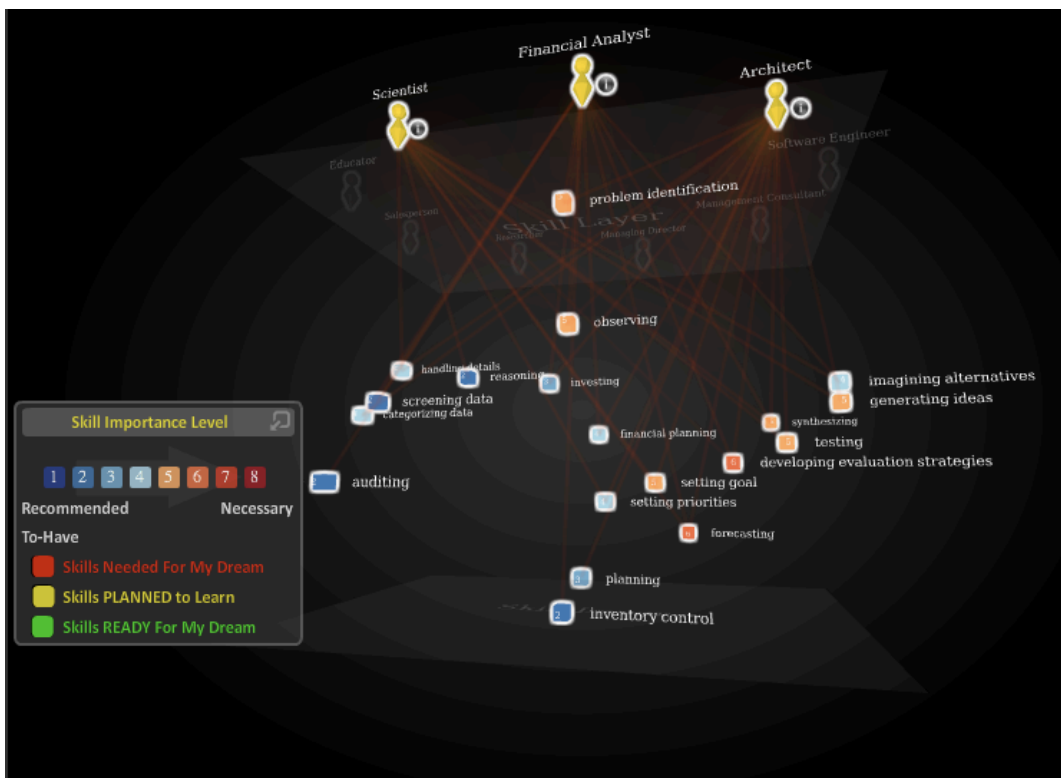 Financial Analyst
Scientist
Architect
Software Engineer
Educator
problem identification
Management Consultant
Salesperson
Skill Layer
Researcher
Managing Director
observing
handling details
reasoning
investing
imagining alternatives
screening data
generating ideas
categorizing data
synthesizing
financial planning
testing
developing evaluation strategies
auditing
setting goal
setting priorities
forecasting
planning
inventory control
2
Skill Importance Level
1 2 3 4 5 6 7 8
Recommended Necessary
To-Have
Skills Needed For My Dream
Skills PLANNED to Learn
Skills READY For My Dream